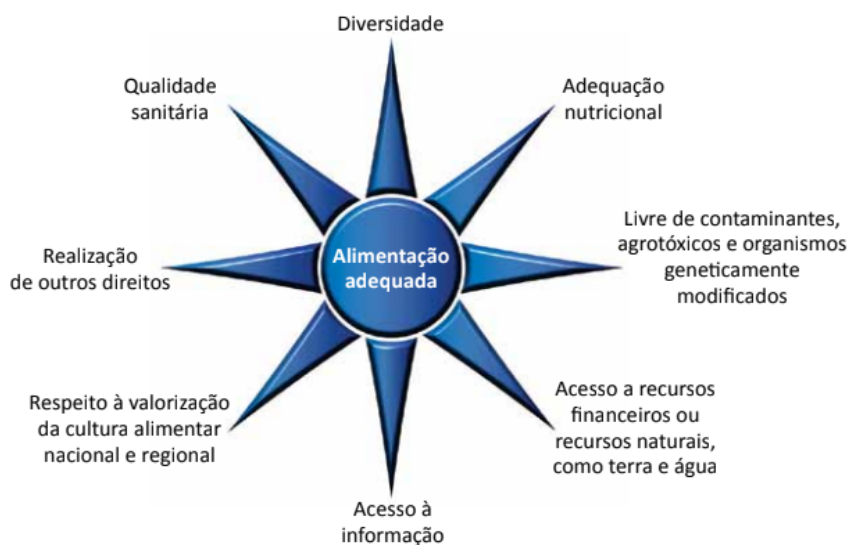 Diversidade
Qualidade
sanitária
Adequação
nutricional
Livre de contaminantes,
agrotóxicos e organismos
geneticamente
modificados
Alimentação
adequada
Realização
de outros direitos
Respeito à valorização
da cultura alimentar
nacional e regional
Acesso a recursos
financeiros ou
recursos naturais,
como terra e água
Acesso à
informação